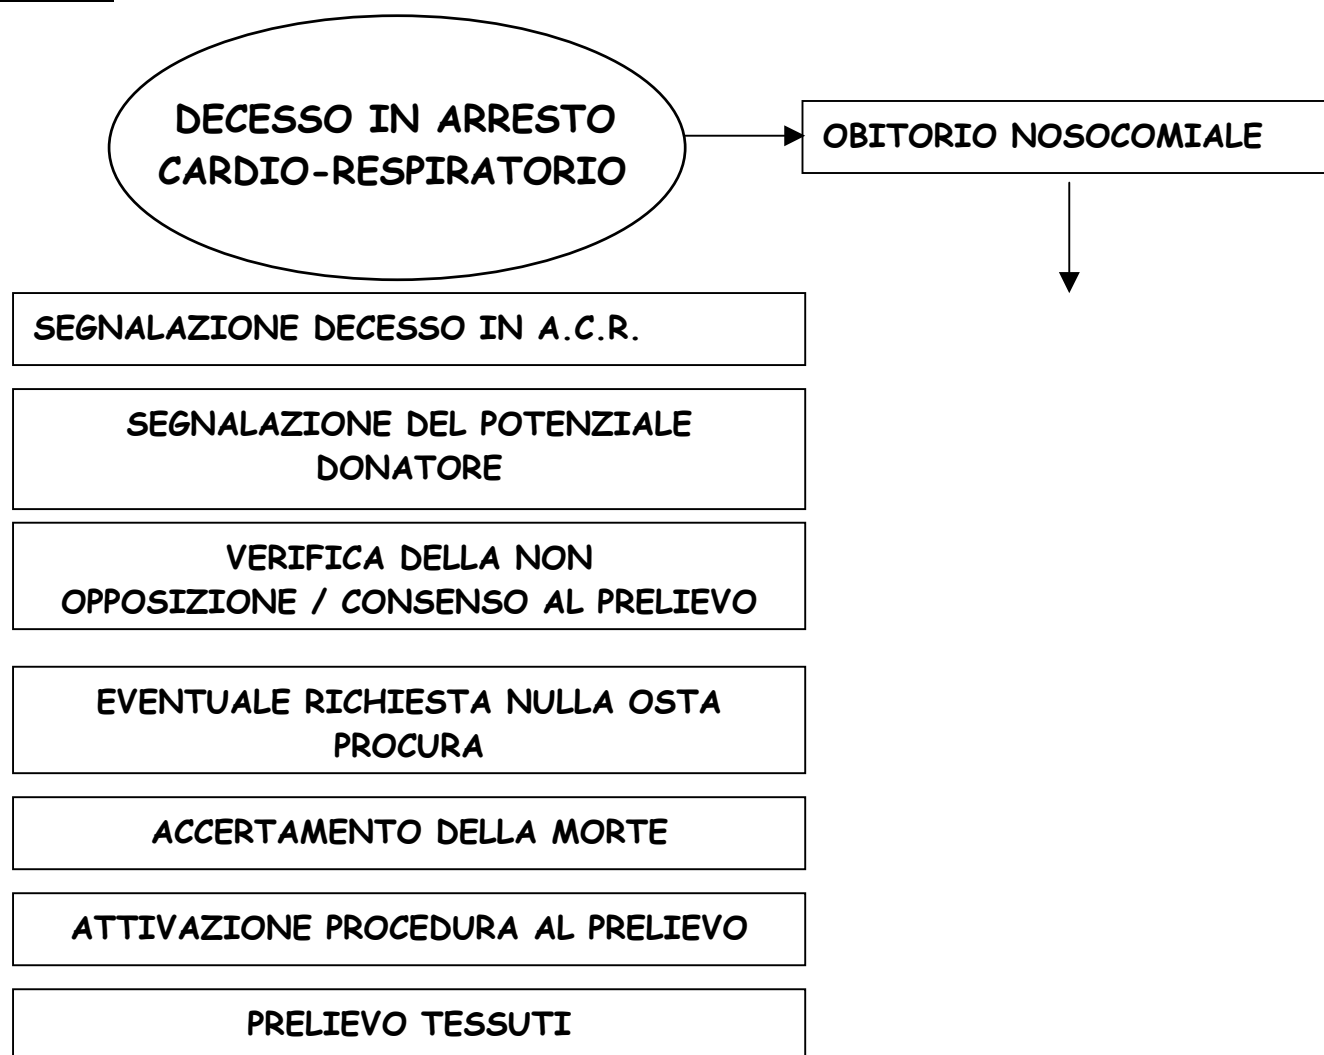 DECESSO IN ARRESTO
CARDIO-RESPIRATORIO
OBITORIO NOSOCOMIALE
SEGNALAZIONE DECESSO IN A.C.R.
SEGNALAZIONE DEL POTENZIALE
DONATORE
VERIFICA DELLA NON
OPPOSIZIONE / CONSENSO AL PRELIEVO
EVENTUALE RICHIESTA NULLA OSTA
PROCURA
ACCERTAMENTO DELLA MORTE
ATTIVAZIONE PROCEDURA AL PRELIEVO
PRELIEVO TESSUTI